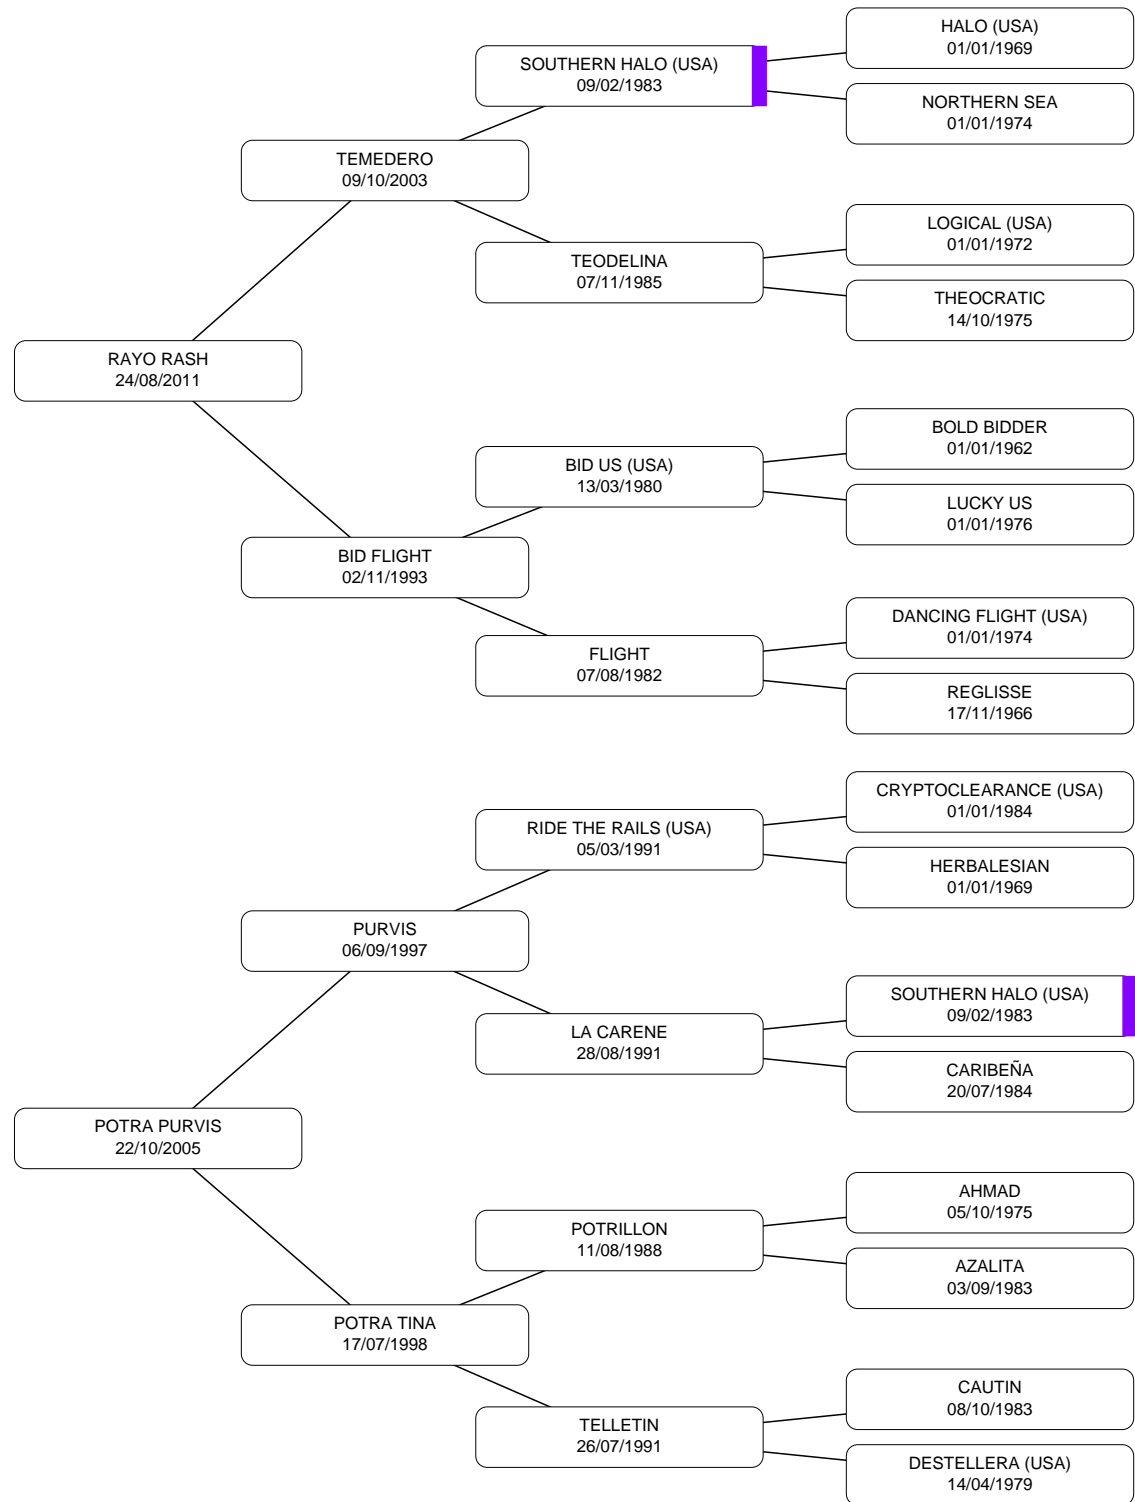 HALO (USA)
01/01/1969
SOUTHERN HALO (USA)
09/02/1983
NORTHERN SEA
01/01/1974
TEMEDERO
09/10/2003
LOGICAL (USA)
01/01/1972
TEODELINA
07/11/1985
THEOCRATIC
14/10/1975
RAYO RASH
24/08/2011
BOLD BIDDER
01/01/1962
BID US (USA)
13/03/1980
LUCKY US
01/01/1976
BID FLIGHT
02/11/1993
DANCING FLIGHT (USA)
01/01/1974
FLIGHT
07/08/1982
REGLISSE
17/11/1966
CRYPTOCLEARANCE (USA)
01/01/1984
RIDE THE RAILS (USA)
05/03/1991
HERBALESIAN
01/01/1969
PURVIS
06/09/1997
SOUTHERN HALO (USA)
09/02/1983
LA CARENE
28/08/1991
CARIBEÑA
20/07/1984
POTRA PURVIS
22/10/2005
AHMAD
05/10/1975
POTRILLON
11/08/1988
AZALITA
03/09/1983
POTRA TINA
17/07/1998
CAUTIN
08/10/1983
TELLETIN
26/07/1991
DESTELLERA (USA)
14/04/1979